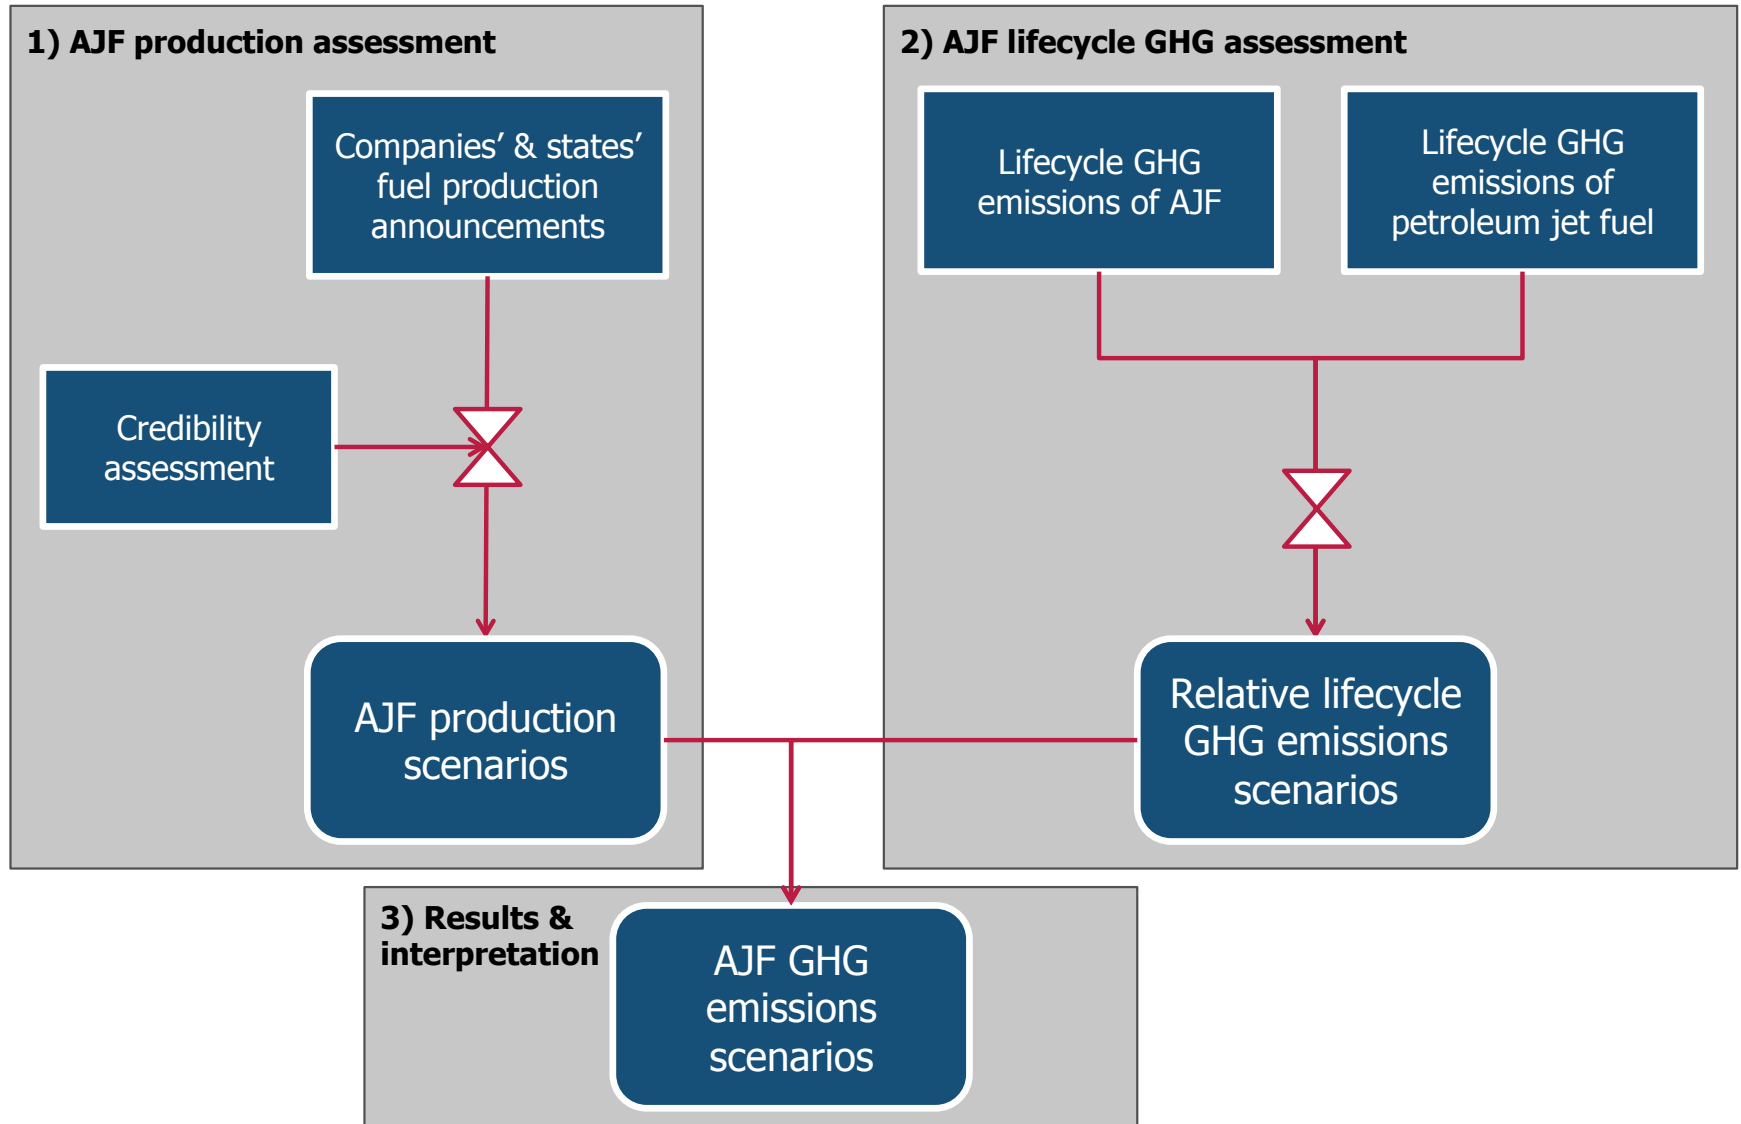 1) AJF production assessment
Companies’ & states’
fuel production
announcements
Credibility
assessment
AJF production
scenarios
2) AJF lifecycle GHG assessment
Lifecycle GHG
emissions of AJF
Lifecycle GHG
emissions of
petroleum jet fuel
Relative lifecycle
GHG emissions
scenarios
3) Results &
interpretation
AJF GHG
emissions
scenarios